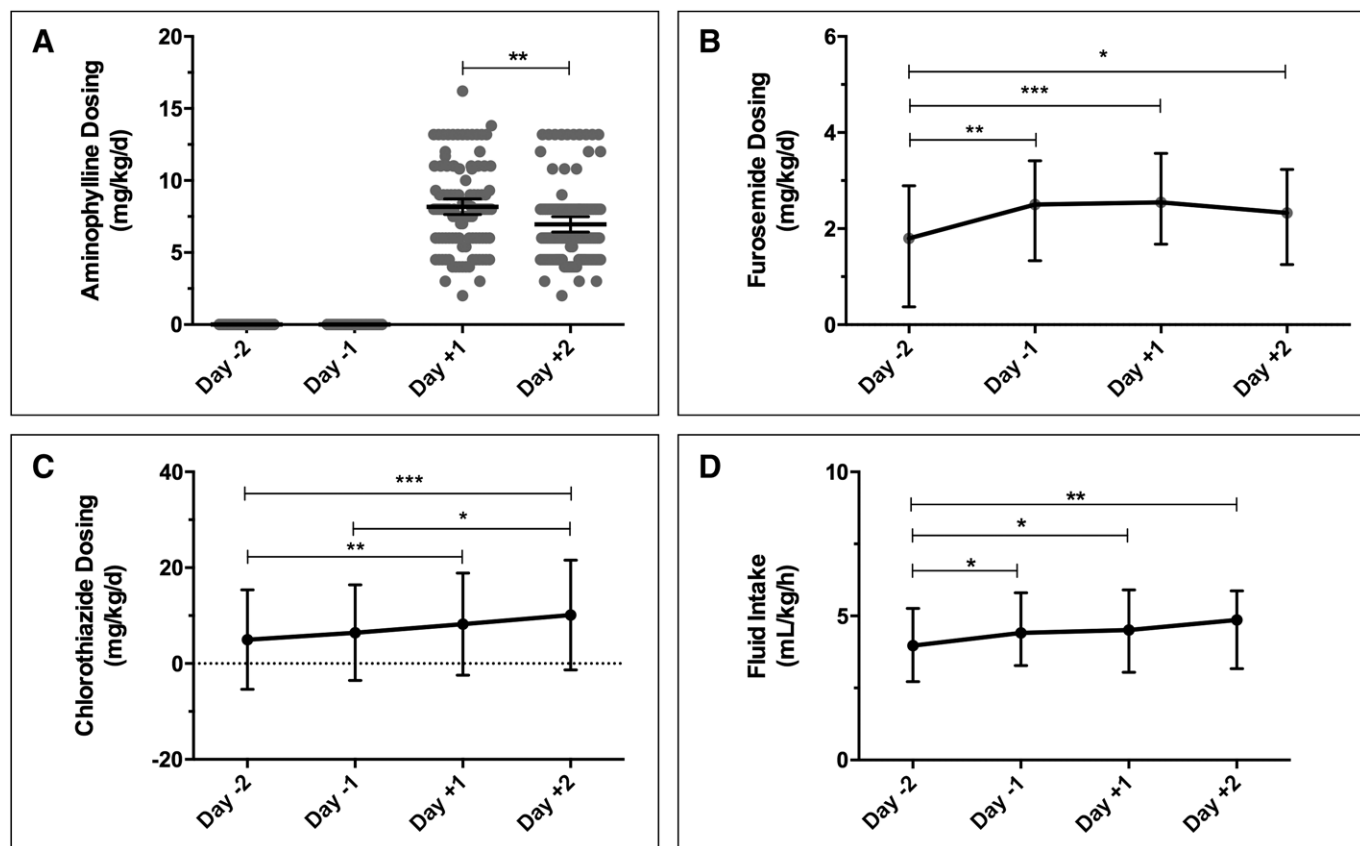 A
Aminophylline Dosing
(mg/kg/d)
20
15
10
5
0
**
Day -2
Day -1
Day +1
Day +2
B
Furosemide Dosing
(mg/kg/d)
6
4
2
0
*
***
**
Day -2
Day -1
Day +1
Day +2
C
Chlorothiazide Dosing
(mg/kg/d)
40
20
0
-20
***
*
**
Day -2
Day -1
Day +1
Day +2
D
Fluid Intake
(mL/kg/h)
10
5
0
**
*
*
Day -2
Day -1
Day +1
Day +2